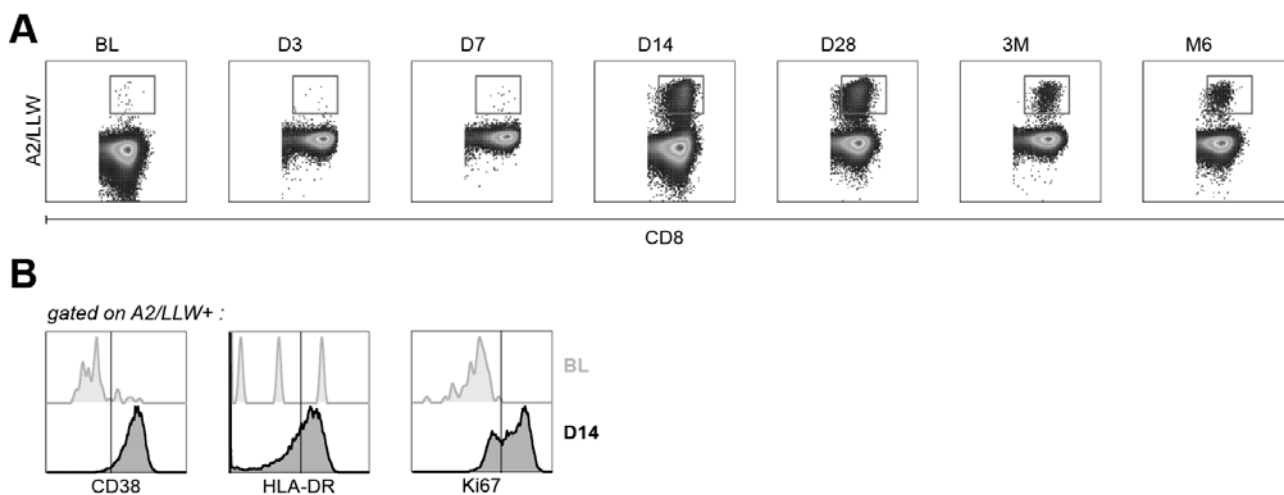 A
BL D3 D7 D14 D28 3M M6
A2/LLW
CD8
B
gated on A2/LLW+ :
BL
D14
CD38 HLA-DR Ki67